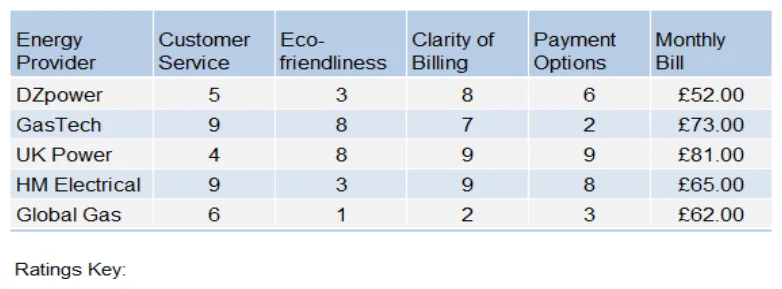 Energy Provider Customer Service Eco-friendliness Clarity of Billing Payment Options Monthly Bill
DZpower 5 3 8 6 £52.00
GasTech 9 8 7 2 £73.00
UK Power 4 8 9 9 £81.00
HM Electrical 9 3 9 8 £65.00
Global Gas 6 1 2 3 £62.00
Ratings Key: